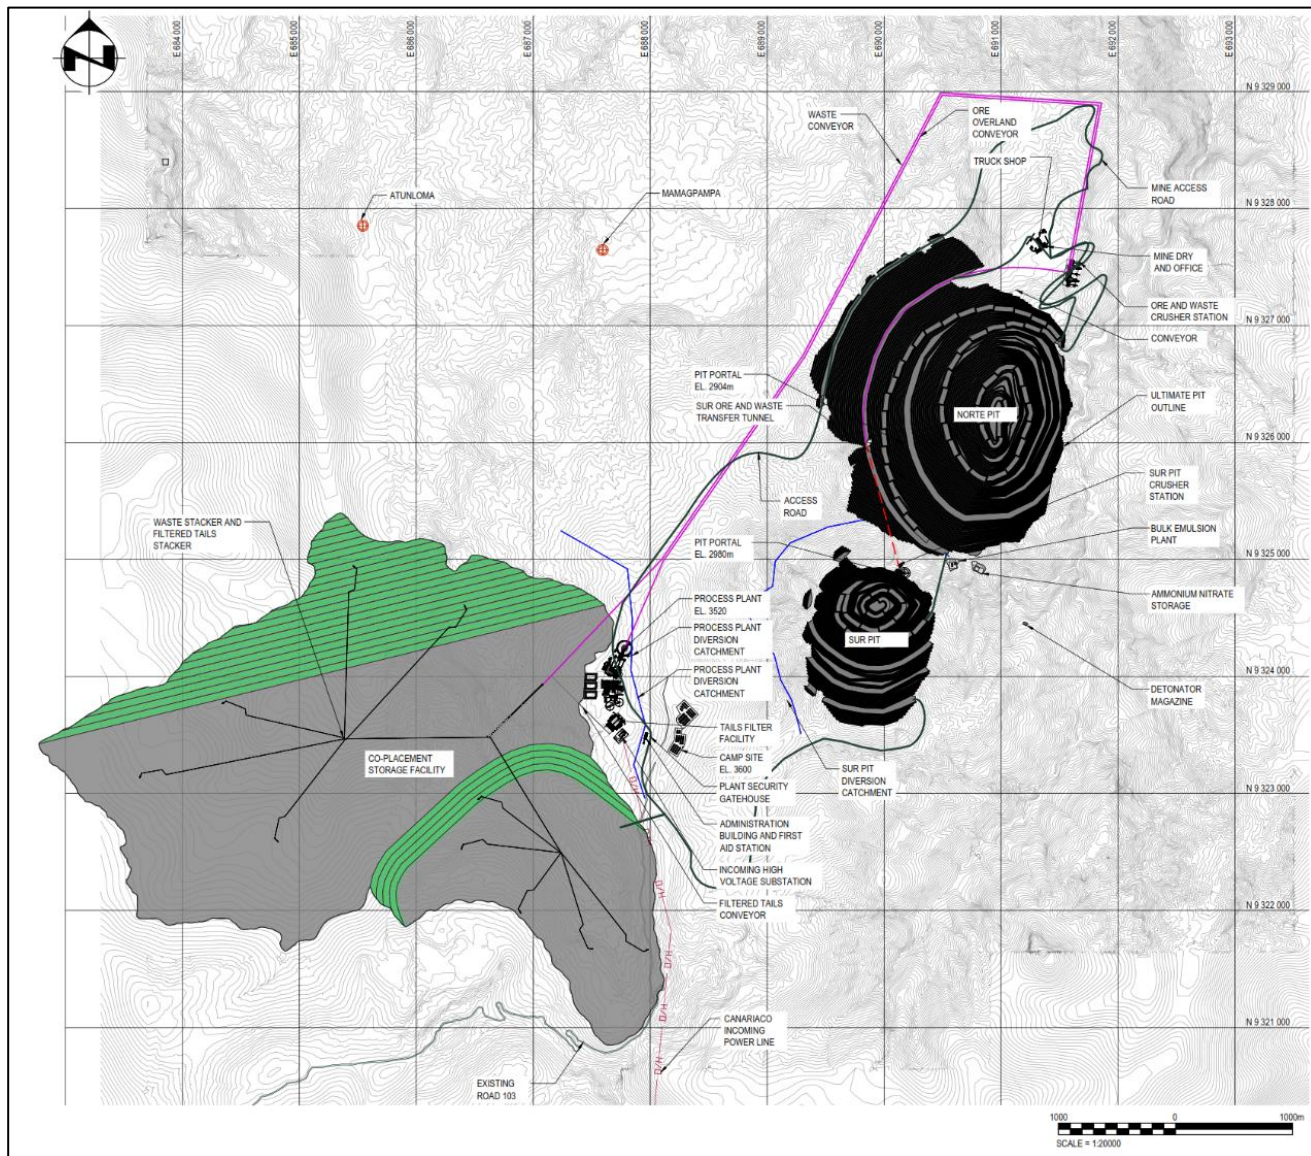 Z
E 684 000
E 685 000
E 686 000
E 687 000
E 688 000
E 689 000
E 690 000
E 691 000
E 692 000
E 693 000
N 9 329 000
N 9 328 000
N 9 327 000
N 9 326 000
N 9 325 000
N 9 324 000
N 9 323 000
N 9 322 000
N 9 321 000
WASTE
CONVEYOR
ORE
OVERLAND
CONVEYOR
TRUCK SHOP
MINE ACCESS
ROAD
ATUNLOMA
MAMAGPAMPA
MINE DRY
AND OFFICE
ORE AND WASTE
CRUSHER STATION
CONVEYOR
PIT PORTAL
EL. 2904m
SUR ORE AND WASTE
TRANSFER TUNNEL
NORTE PIT
ULTIMATE PIT
OUTLINE
SUR PIT
CRUSHER
STATION
ACCESS
ROAD
WASTE STACKER AND
FILTERED TAILS
STACKER
BULK EMULSION
PLANT
PIT PORTAL
EL. 2980m
AMMONIUM NITRATE
STORAGE
PROCESS PLANT
EL. 3520
PROCESS PLANT
DIVERSION
CATCHMENT
SUR PIT
PROCESS PLANT
DIVERSION
CATCHMENT
DETONATOR
MAGAZINE
TAILS FILTER
FACILITY
CAMP SITE
EL. 3600
CO-PLACEMENT
STORAGE FACILITY
SUR PIT
DIVERSION
CATCHMENT
PLANT SECURITY
GATEHOUSE
ADMINISTRATION
BUILDING AND FIRST
AID STATION
INCOMING HIGH
VOLTAGE SUBSTATION
FILTERED TAILS
CONVEYOR
O/H
O/H
O/H
O/H
O/H
CANARIACO
INCOMING
POWER LINE
EXISTING
ROAD 103
1000
0
1000m
SCALE = 1:20000